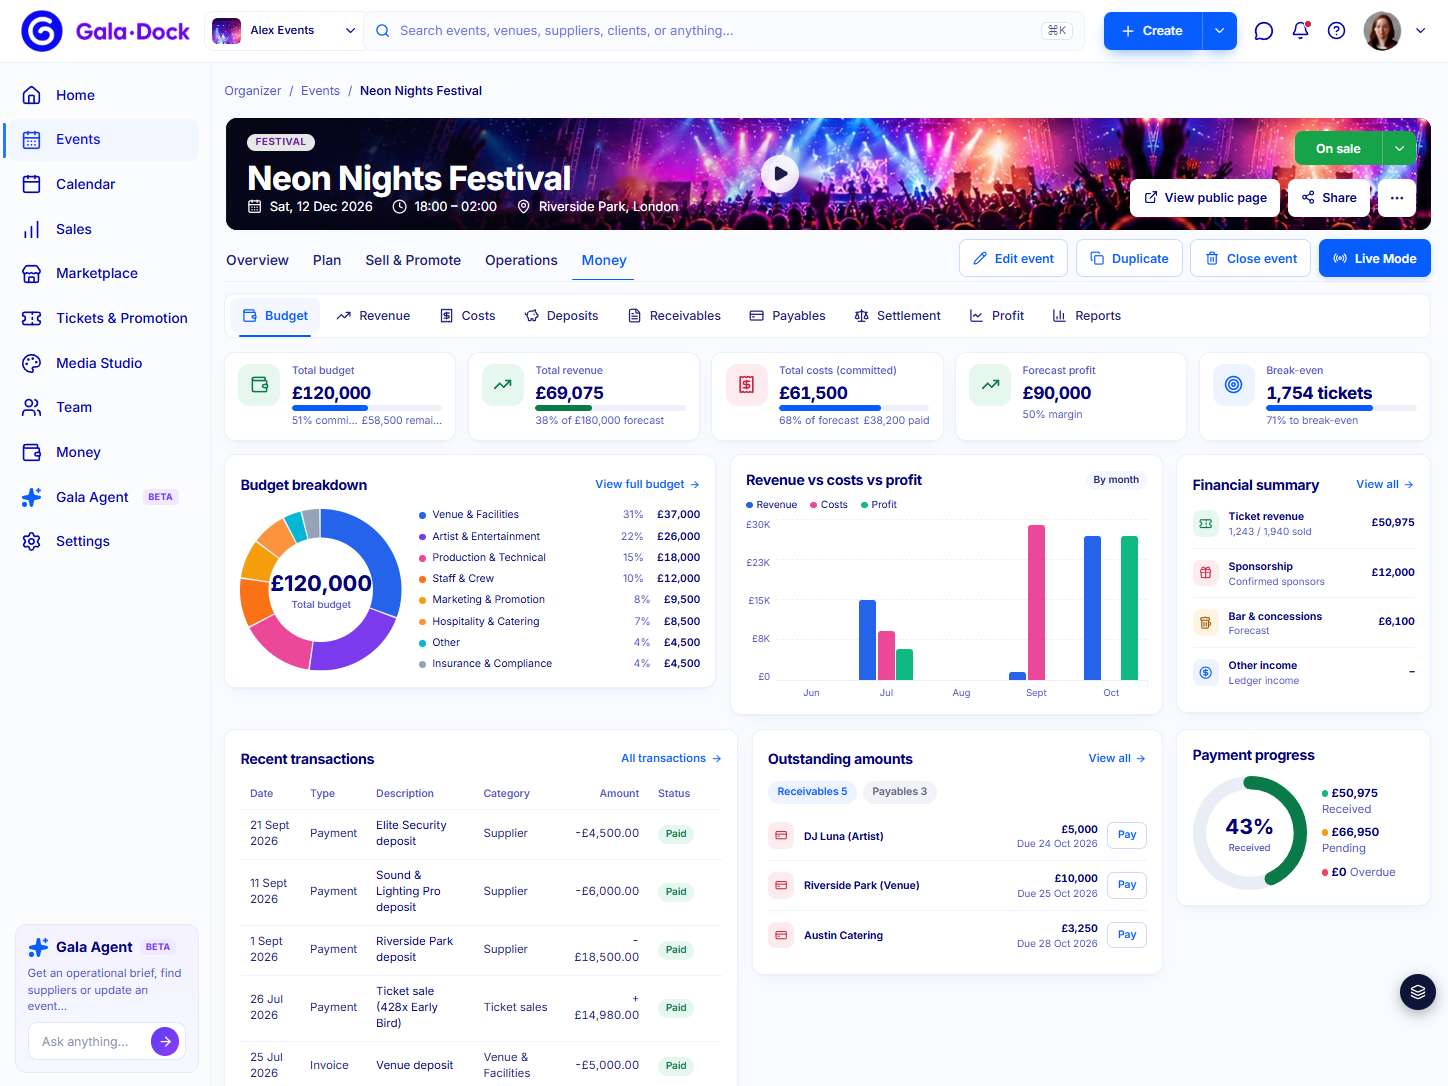 Gala·Dock
Alex Events
Search events, venues, suppliers, clients, or anything...
⌘K
+ Create
Home
Events
Calendar
Sales
Marketplace
Tickets & Promotion
Media Studio
Team
Money
Gala Agent BETA
Settings
Gala Agent BETA
Get an operational brief, find
suppliers or update an
event...
Ask anything...
Organizer / Events / Neon Nights Festival
FESTIVAL
Neon Nights Festival
Sat, 12 Dec 2026 18:00 – 02:00 Riverside Park, London
On sale
View public page
Share
...
Overview Plan Sell & Promote Operations Money
Edit event Duplicate Close event Live Mode
Budget Revenue Costs Deposits Receivables Payables Settlement Profit Reports
Total budget
£120,000
51% commi... £58,500 remai...
Total revenue
£69,075
38% of £180,000 forecast
Total costs (committed)
£61,500
68% of forecast £38,200 paid
Forecast profit
£90,000
50% margin
Break-even
1,754 tickets
71% to break-even
Budget breakdown View full budget →
£120,000
Total budget
Venue & Facilities 31% £37,000
Artist & Entertainment 22% £26,000
Production & Technical 15% £18,000
Staff & Crew 10% £12,000
Marketing & Promotion 8% £9,500
Hospitality & Catering 7% £8,500
Other 4% £4,500
Insurance & Compliance 4% £4,500
Revenue vs costs vs profit By month
Revenue Costs Profit
£30K
£23K
£15K
£8K
£0
Jun Jul Aug Sept Oct
Financial summary View all →
Ticket revenue
1,243 / 1,940 sold
£50,975
Sponsorship
Confirmed sponsors
£12,000
Bar & concessions
Forecast
£6,100
Other income
Ledger income
–
Recent transactions All transactions →
Date Type Description Category Amount Status
21 Sept
2026
Payment
Elite Security
deposit
Supplier
-£4,500.00
Paid
11 Sept
2026
Payment
Sound &
Lighting Pro
deposit
Supplier
-£6,000.00
Paid
1 Sept
2026
Payment
Riverside Park
deposit
Supplier
-
£18,500.00
Paid
26 Jul
2026
Payment
Ticket sale
(428x Early
Bird)
Ticket sales
+
£14,980.00
Paid
25 Jul
2026
Invoice
Venue deposit
Venue &
Facilities
-£5,000.00
Paid
Outstanding amounts View all →
Receivables 5 Payables 3
DJ Luna (Artist)
£5,000
Due 24 Oct 2026
Pay
Riverside Park (Venue)
£10,000
Due 25 Oct 2026
Pay
Austin Catering
£3,250
Due 28 Oct 2026
Pay
Payment progress
43%
Received
£50,975
Received
£66,950
Pending
£0 Overdue